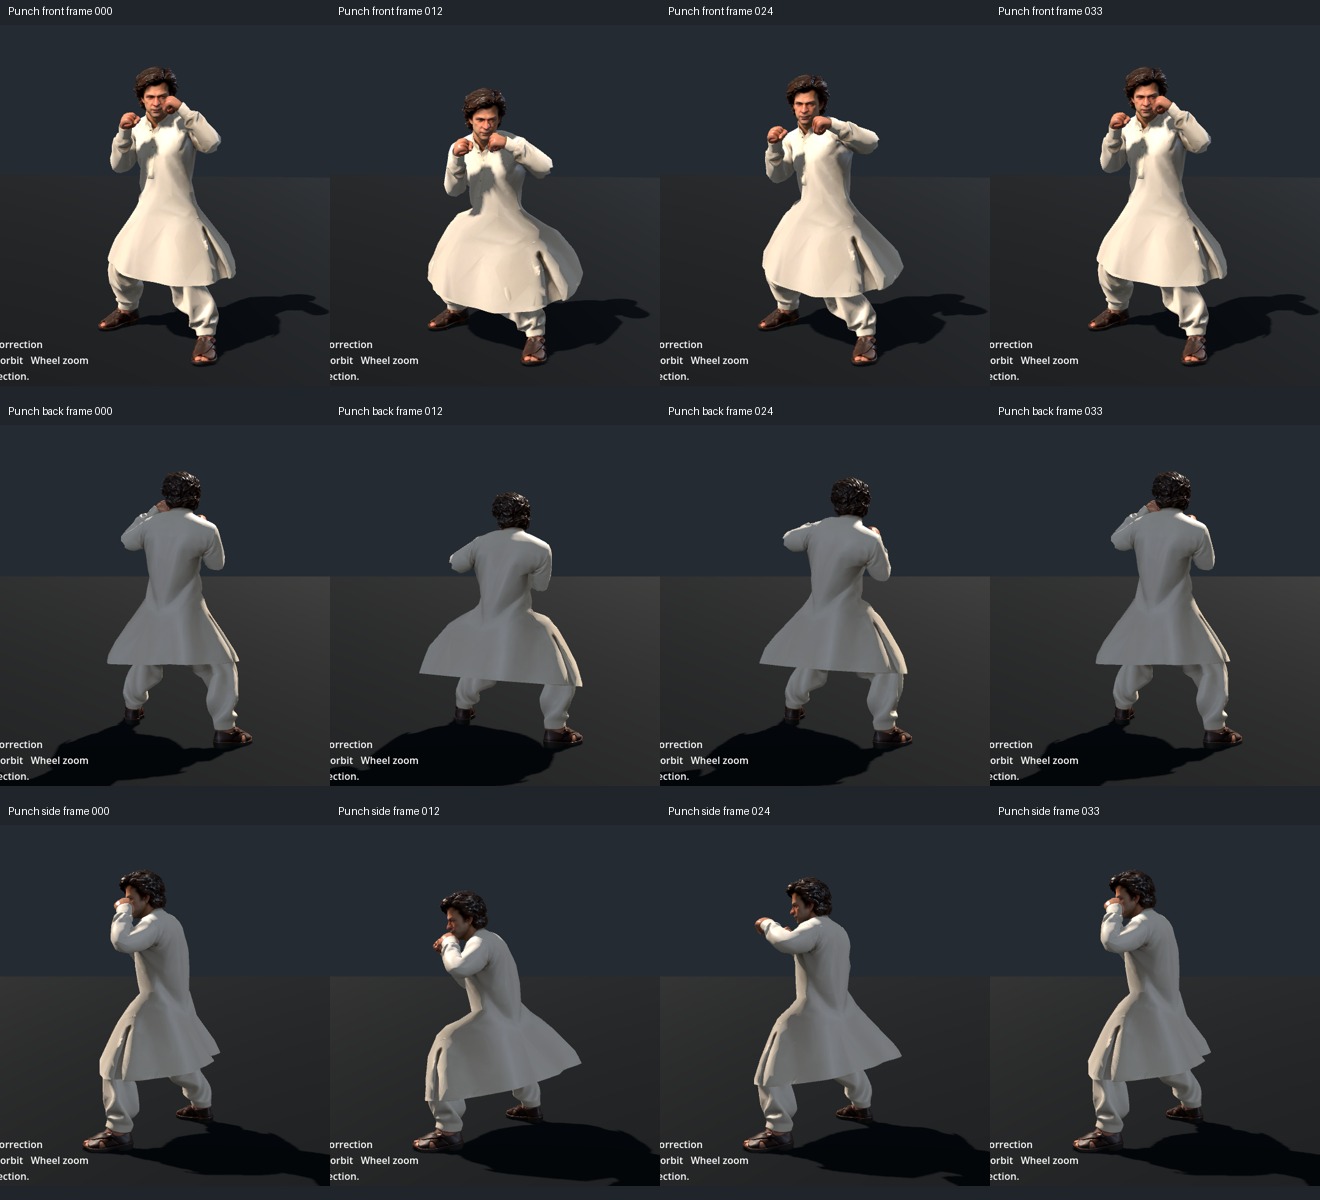 Punch front frame 000
Punch front frame 012
Punch front frame 024
Punch front frame 033
orrection
orbit Wheel zoom
ection.
orrection
orbit Wheel zoom
ection.
orrection
orbit Wheel zoom
ection.
orrection
orbit Wheel zoom
ection.
Punch back frame 000
Punch back frame 012
Punch back frame 024
Punch back frame 033
orrection
orbit Wheel zoom
ection.
orrection
orbit Wheel zoom
ection.
orrection
orbit Wheel zoom
ection.
orrection
orbit Wheel zoom
ection.
Punch side frame 000
Punch side frame 012
Punch side frame 024
Punch side frame 033
orrection
orbit Wheel zoom
ection.
orrection
orbit Wheel zoom
ection.
orrection
orbit Wheel zoom
ection.
orrection
orbit Wheel zoom
ection.